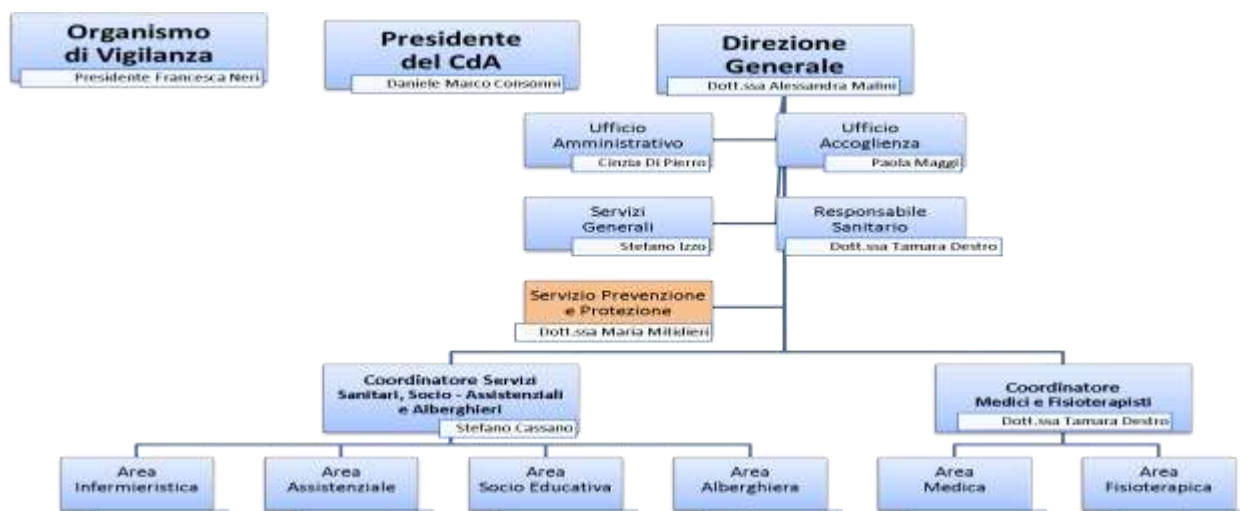 Organismo
di Vigilanza
Presidente Francesca Neri
Presidente
del CdA
Daniele Marco Consonni
Direzione
Generale
Dott.ssa Alessandra Malini
Ufficio
Amministrativo
Cinzia Di Pierro
Ufficio
Accoglienza
Paola Maggi
Servizi
Generali
Stefano Izzo
Responsabile
Sanitario
Dott.ssa Tamara Destro
Servizio Prevenzione
e Protezione
Dott.ssa Maria Mitidieri
Coordinatore Servizi
Sanitari, Socio - Assistenziali
e Alberghieri
Stefano Cassano
Coordinatore
Medici e Fisioterapisti
Dott.ssa Tamara Destro
Area
Infermieristica
Area
Assistenziale
Area
Socio Educativa
Area
Alberghiera
Area
Medica
Area
Fisioterapica